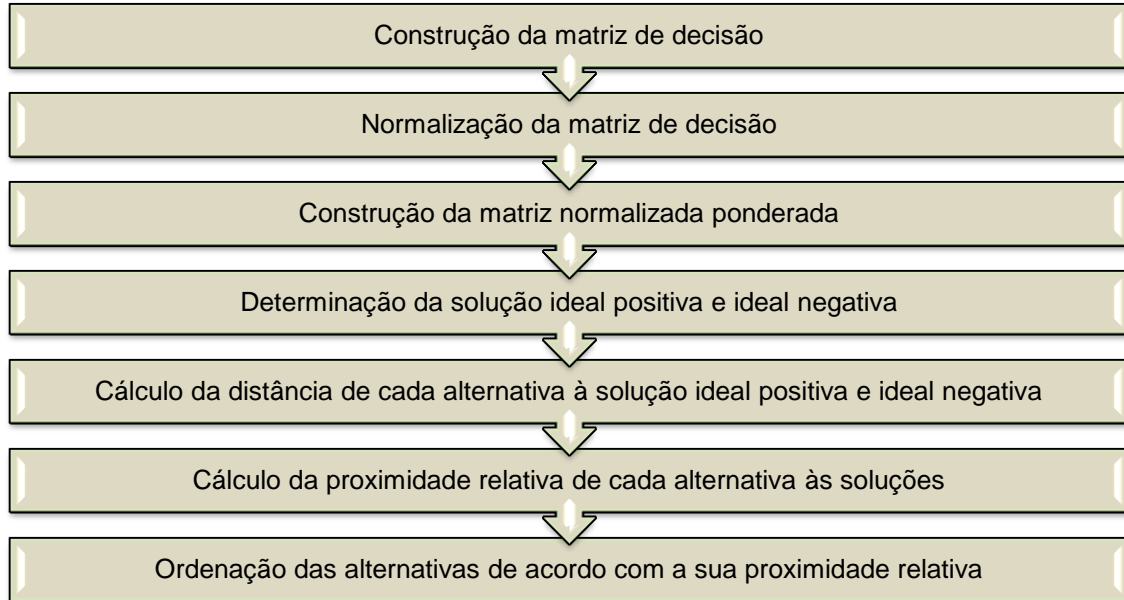 Construção da matriz de decisão
Normalização da matriz de decisão
Construção da matriz normalizada ponderada
Determinação da solução ideal positiva e ideal negativa
Cálculo da distância de cada alternativa à solução ideal positiva e ideal negativa
Cálculo da proximidade relativa de cada alternativa às soluções
Ordenação das alternativas de acordo com a sua proximidade relativa